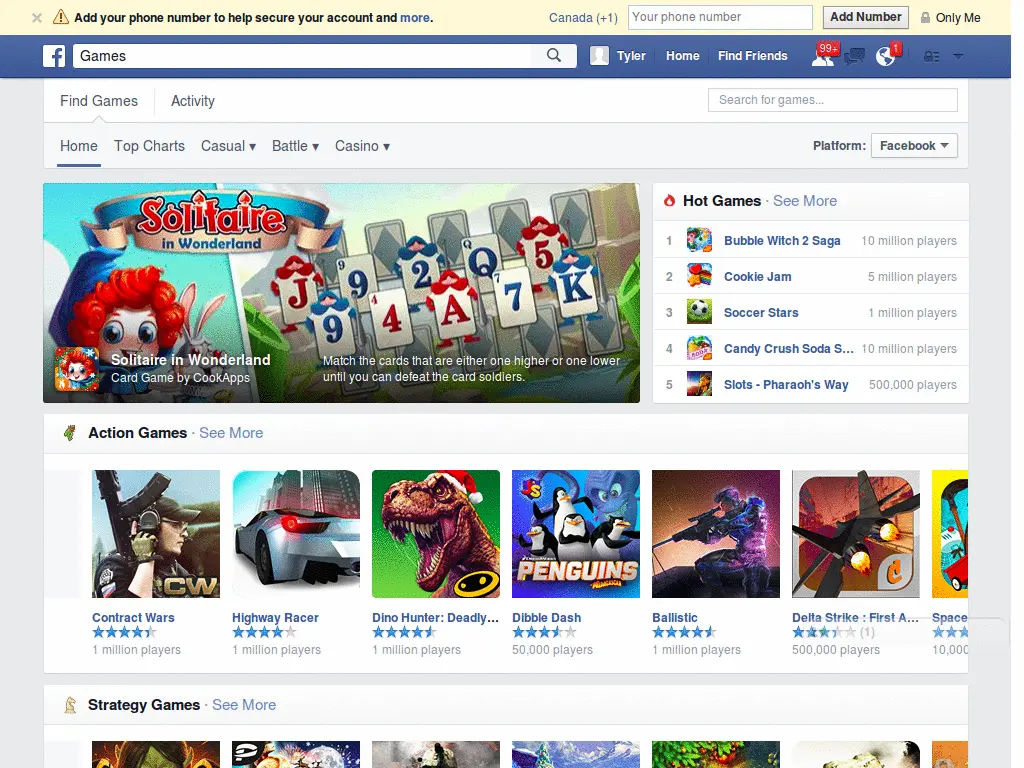 Add your phone number to help secure your account and more.
Canada (+1)
Your phone number
Add Number
Only Me
f
Games
Tyler
Home
Find Friends
99+
1
Find Games
Activity
Search for games...
Home
Top Charts
Casual ▾
Battle ▾
Casino ▾
Platform:
Facebook
Solitaire
in Wonderland
J 9 9 4 2 A Q 7 5 K
Solitaire in Wonderland
Card Game by CookApps
Match the cards that are either one higher or one lower
until you can defeat the card soldiers.
Hot Games · See More
1 Bubble Witch 2 Saga 10 million players
2 Cookie Jam 5 million players
3 Soccer Stars 1 million players
4 Candy Crush Soda S... 10 million players
5 Slots - Pharaoh's Way 500,000 players
Action Games · See More
CW
JS
PENGUINS
Contract Wars
1 million players
Highway Racer
1 million players
Dino Hunter: Deadly...
1 million players
Dibble Dash
50,000 players
Ballistic
1 million players
Delta Strike : First A...
(1)
500,000 players
Space
10,000
Strategy Games · See More